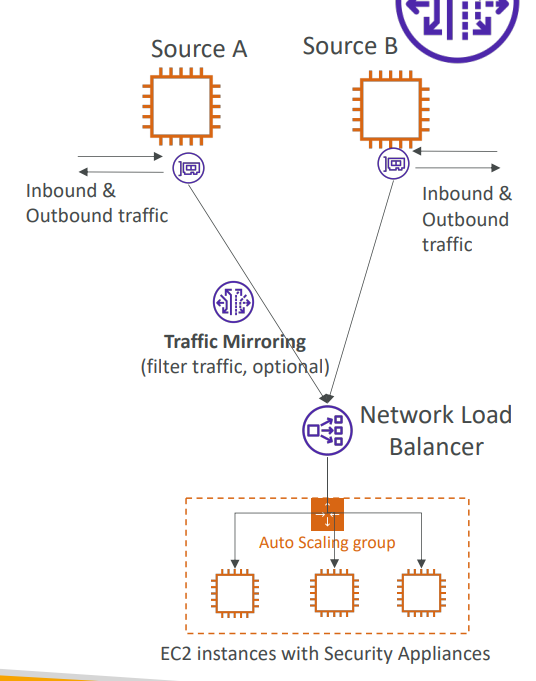 Source A
Source B
Inbound &
Outbound traffic
Inbound &
Outbound
traffic
Traffic Mirroring
(filter traffic, optional)
Network Load
Balancer
Auto Scaling group
EC2 instances with Security Appliances